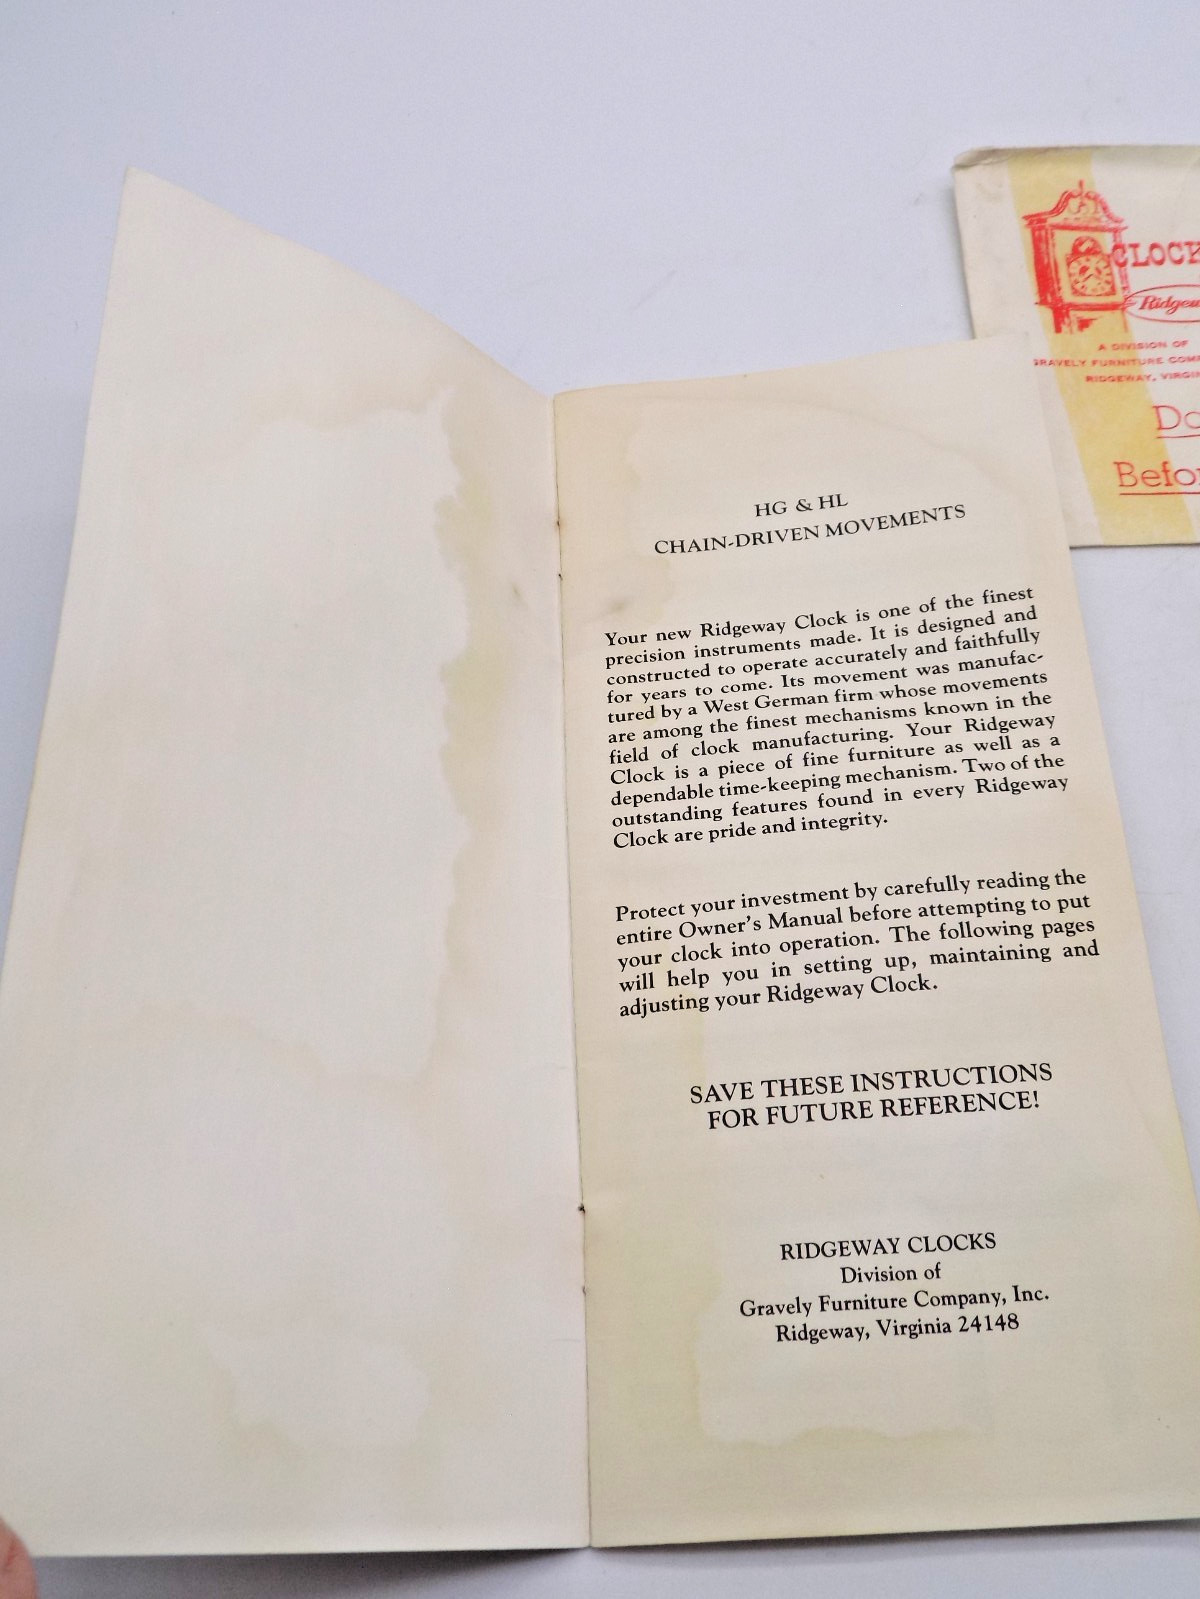 HG & HL
CHAIN-DRIVEN MOVEMENTS
Your new Ridgeway Clock is one of the finest
precision instruments made. It is designed and
constructed to operate accurately and faithfully
for years to come. Its movement was manufac-
tured by a West German firm whose movements
are among the finest mechanisms known in the
field of clock manufacturing. Your Ridgeway
Clock is a piece of fine furniture as well as a
dependable time-keeping mechanism. Two of the
outstanding features found in every Ridgeway
Clock are pride and integrity.
Protect your investment by carefully reading the
entire Owner's Manual before attempting to put
your clock into operation. The following pages
will help you in setting up, maintaining and
adjusting your Ridgeway Clock.
SAVE THESE INSTRUCTIONS
FOR FUTURE REFERENCE!
RIDGEWAY CLOCKS
Division of
Gravely Furniture Company, Inc.
Ridgeway, Virginia 24148
CLOCK
A DIVISION OF
GRAVELY FURNITURE
RIDGEWAY,